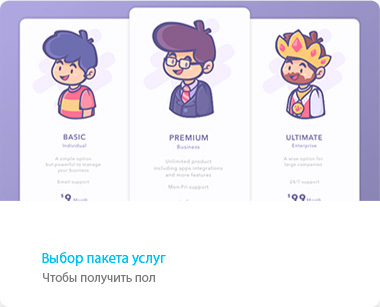 BASIC
Individual
A simple option
but powerful to manage
your business
Email support
$9 Month
PREMIUM
Business
Unlimited product
including apps integrations
and more features
Mon-Fri support
ULTIMATE
Enterprise
A wise option for
large companies
24/7 support
$99 Month
Выбор пакета услуг
Чтобы получить пол